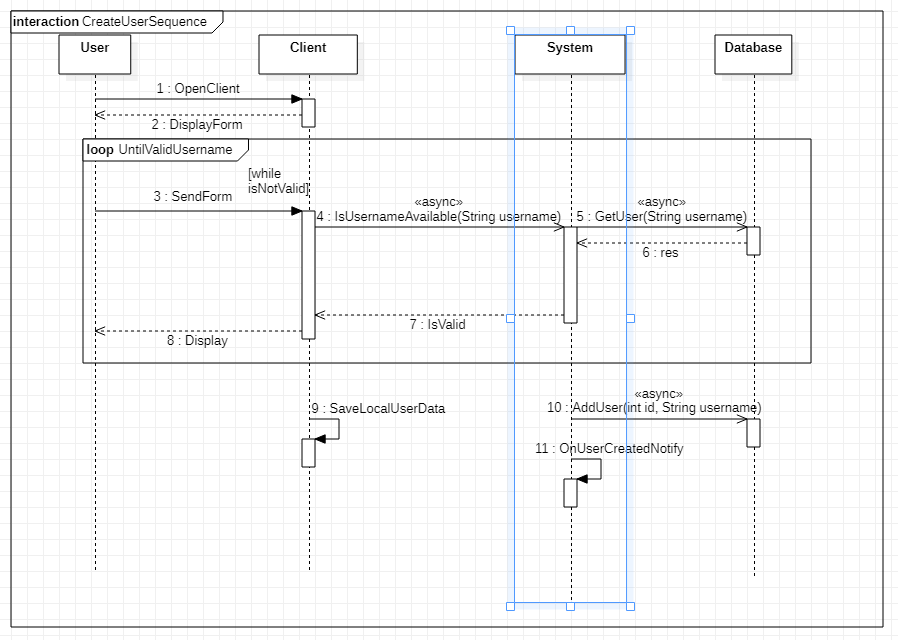 interaction CreateUserSequence
User
Client
System
Database
1 : OpenClient
2 : DisplayForm
loop UntilValidUsername
[while
isNotValid]
3 : SendForm
«async»
4 : IsUsernameAvailable(String username)
«async»
5 : GetUser(String username)
6 : res
7 : IsValid
8 : Display
9 : SaveLocalUserData
«async»
10 : AddUser(int id, String username)
11 : OnUserCreatedNotify